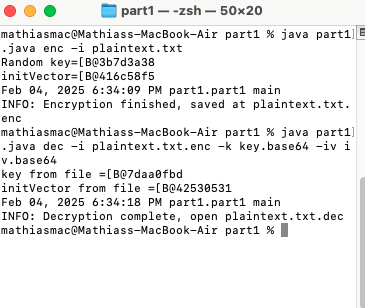 part1 — -zsh — 50×20
mathiasmac@Mathiass-MacBook-Air part1 % java part1
.java enc -i plaintext.txt
Random key=[B@3b7d3a38
initVector=[B@416c58f5
Feb 04, 2025 6:34:09 PM part1.part1 main
INFO: Encryption finished, saved at plaintext.txt.
enc
mathiasmac@Mathiass-MacBook-Air part1 % java part1
.java dec -i plaintext.txt.enc -k key.base64 -iv i
v.base64
key from file =[B@7daa0fbd
initVector from file =[B@42530531
Feb 04, 2025 6:34:18 PM part1.part1 main
INFO: Decryption complete, open plaintext.txt.dec
mathiasmac@Mathiass-MacBook-Air part1 %